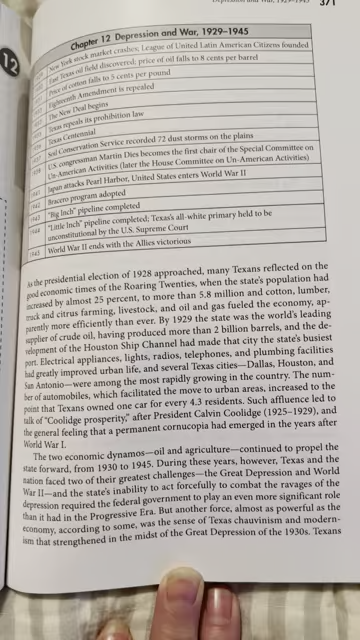 371
12
Chapter 12 Depression and War, 1929–1945
New York stock market crashes; League of United Latin American Citizens founded
East Texas oil field discovered; price of oil falls to 8 cents per barrel
Price of cotton falls to 5 cents per pound
Eighteenth Amendment is repealed
The New Deal begins
Texas repeals its prohibition law
Texas Centennial
Soil Conservation Service recorded 72 dust storms on the plains
U.S. congressman Martin Dies becomes the first chair of the Special Committee on
Un-American Activities (later the House Committee on Un-American Activities)
1941 Japan attacks Pearl Harbor, United States enters World War II
1942 Bracero program adopted
1943 "Big Inch" pipeline completed
1944 "Little Inch" pipeline completed; Texas's all-white primary held to be
unconstitutional by the U.S. Supreme Court
1945 World War II ends with the Allies victorious
As the presidential election of 1928 approached, many Texans reflected on the
good economic times of the Roaring Twenties, when the state's population had
increased by almost 25 percent, to more than 5.8 million and cotton, lumber,
truck and citrus farming, livestock, and oil and gas fueled the economy, ap-
parently more efficiently than ever. By 1929 the state was the world's leading
supplier of crude oil, having produced more than 2 billion barrels, and the de-
velopment of the Houston Ship Channel had made that city the state's busiest
port. Electrical appliances, lights, radios, telephones, and plumbing facilities
had greatly improved urban life, and several Texas cities—Dallas, Houston, and
San Antonio—were among the most rapidly growing in the country. The num-
ber of automobiles, which facilitated the move to urban areas, increased to the
point that Texans owned one car for every 4.3 residents. Such affluence led to
talk of "Coolidge prosperity," after President Calvin Coolidge (1925–1929), and
the general feeling that a permanent cornucopia had emerged in the years after
World War I.
The two economic dynamos—oil and agriculture—continued to propel the
state forward, from 1930 to 1945. During these years, however, Texas and the
nation faced two of their greatest challenges—the Great Depression and World
War II—and the state's inability to act forcefully to combat the ravages of the
depression required the federal government to play an even more significant role
than it had in the Progressive Era. But another force, almost as powerful as the
economy, according to some, was the sense of Texas chauvinism and modern-
ism that strengthened in the midst of the Great Depression of the 1930s. Texans